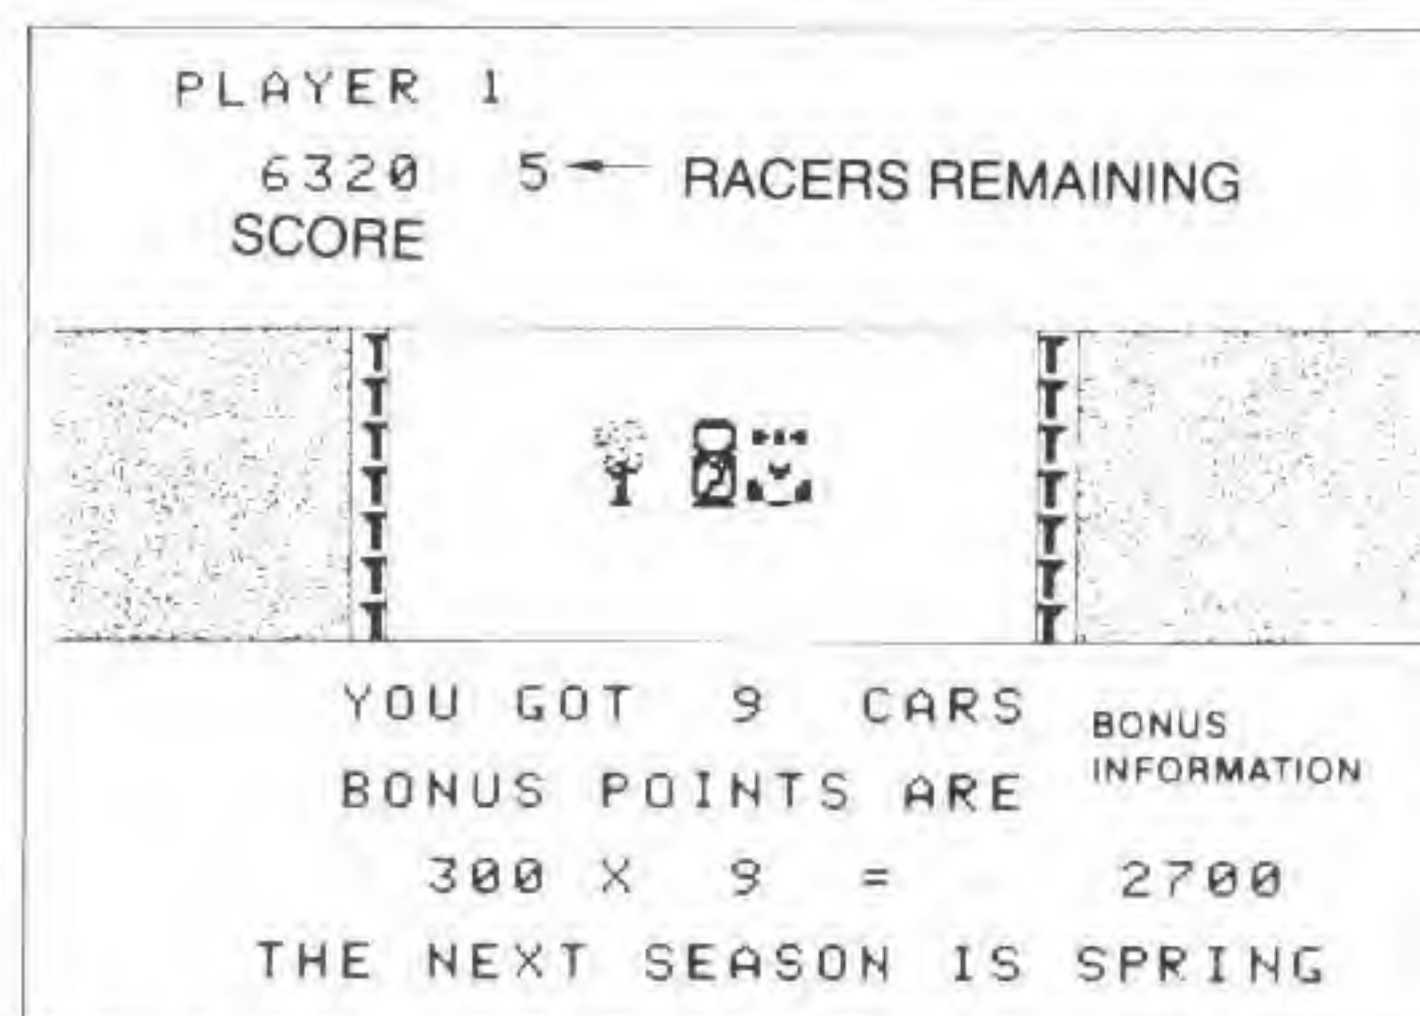 PLAYER 1
6320 5 RACERS REMAINING
SCORE
YOU GOT 9 CARS
BONUS INFORMATION
BONUS POINTS ARE
300 X 9 = 2700
THE NEXT SEASON IS SPRING